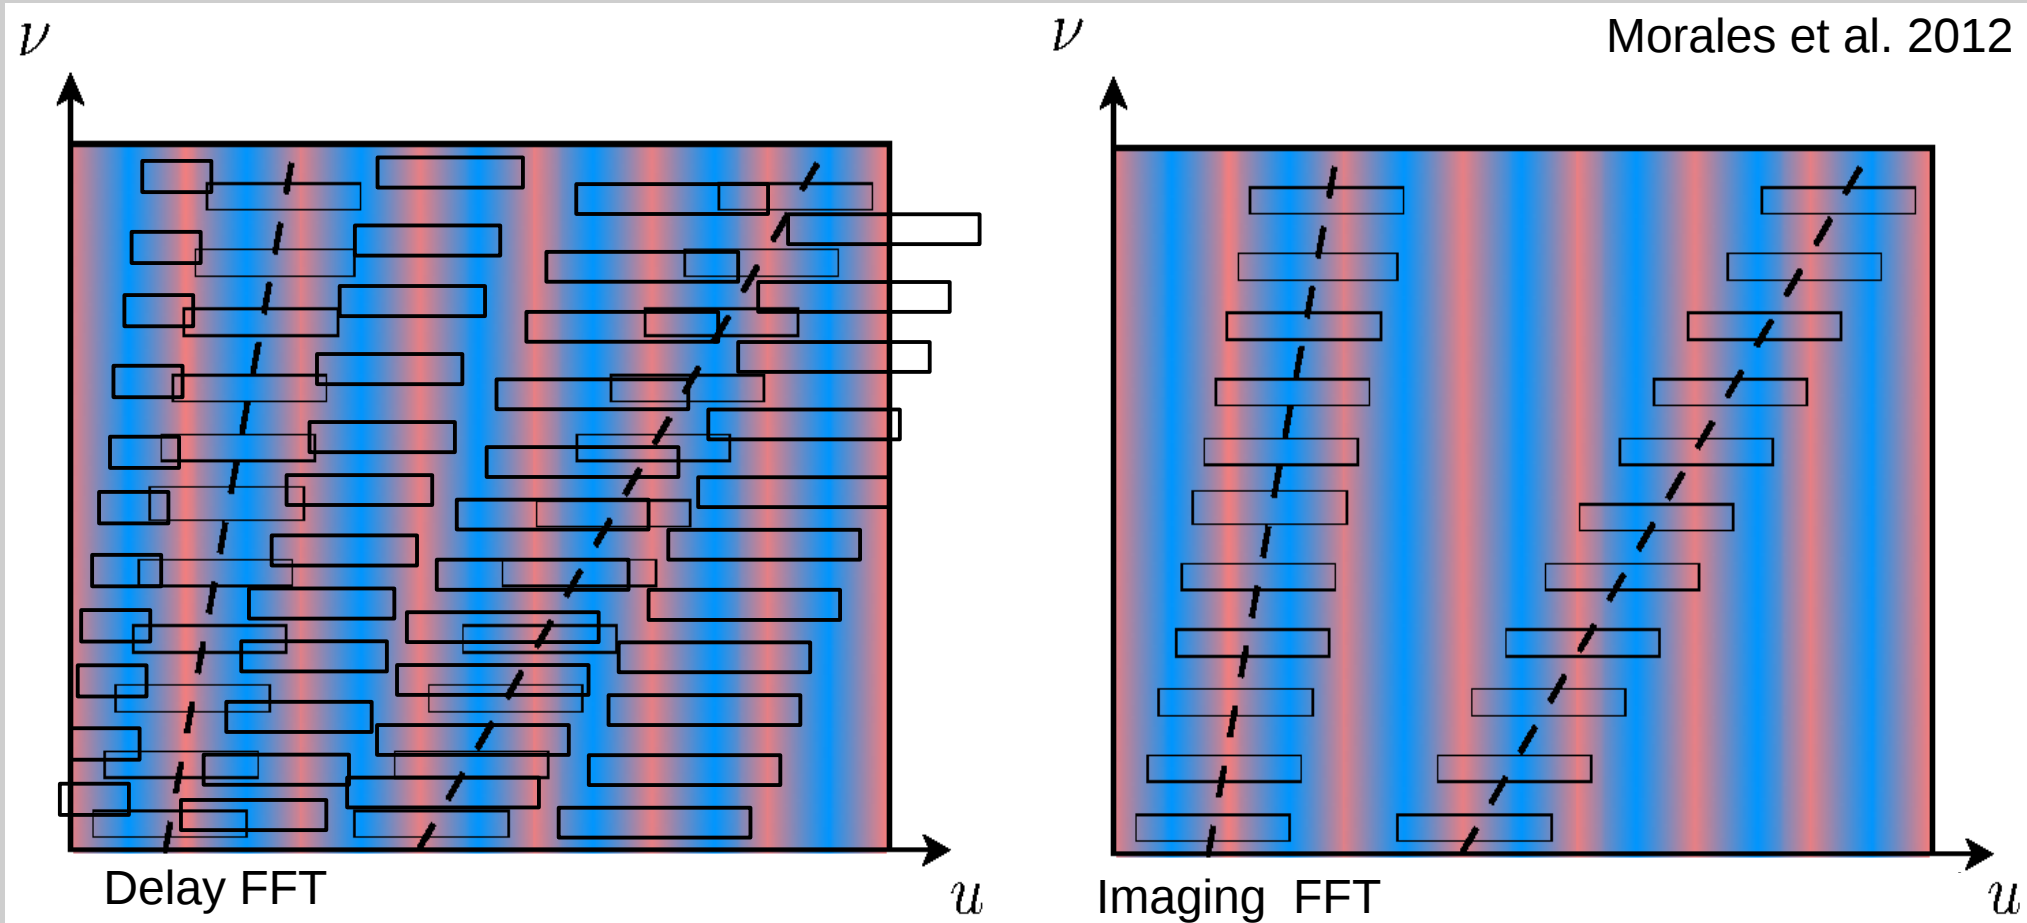 ν
ν
Morales et al. 2012
Delay FFT
u
Imaging FFT
u